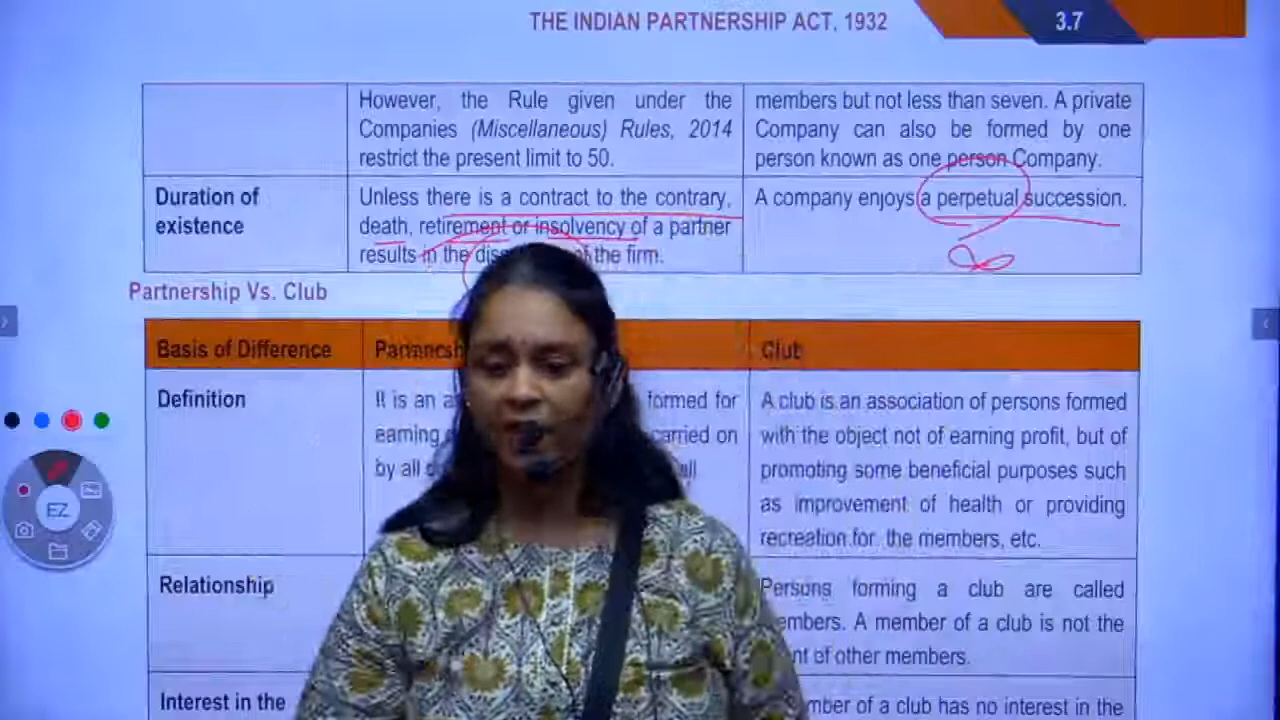 THE INDIAN PARTNERSHIP ACT, 1932
3.7
However, the Rule given under the
Companies (Miscellaneous) Rules, 2014
restrict the present limit to 50.
members but not less than seven. A private
Company can also be formed by one
person known as one person Company.
Duration of
existence
Unless there is a contract to the contrary,
death, retirement or insolvency of a partner
results in the of the firm.
A company enjoys a perpetual succession.
Partnership Vs. Club
Basis of Difference
Club
Definition
It is an formed for
earning carried on
by all
A club is an association of persons formed
with the object not of earning profit, but of
promoting some beneficial purposes such
as improvement of health or providing
recreation for the members, etc.
Relationship
Persons forming a club are called
A member of a club is not the
of other members.
Interest in the
of a club has no interest in the
EZ